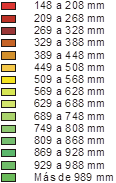 148 a 208 mm
209 a 268 mm
269 a 328 mm
329 a 388 mm
389 a 448 mm
449 a 508 mm
509 a 568 mm
569 a 628 mm
629 a 688 mm
689 a 748 mm
749 a 808 mm
809 a 868 mm
869 a 928 mm
929 a 988 mm
Más de 989 mm